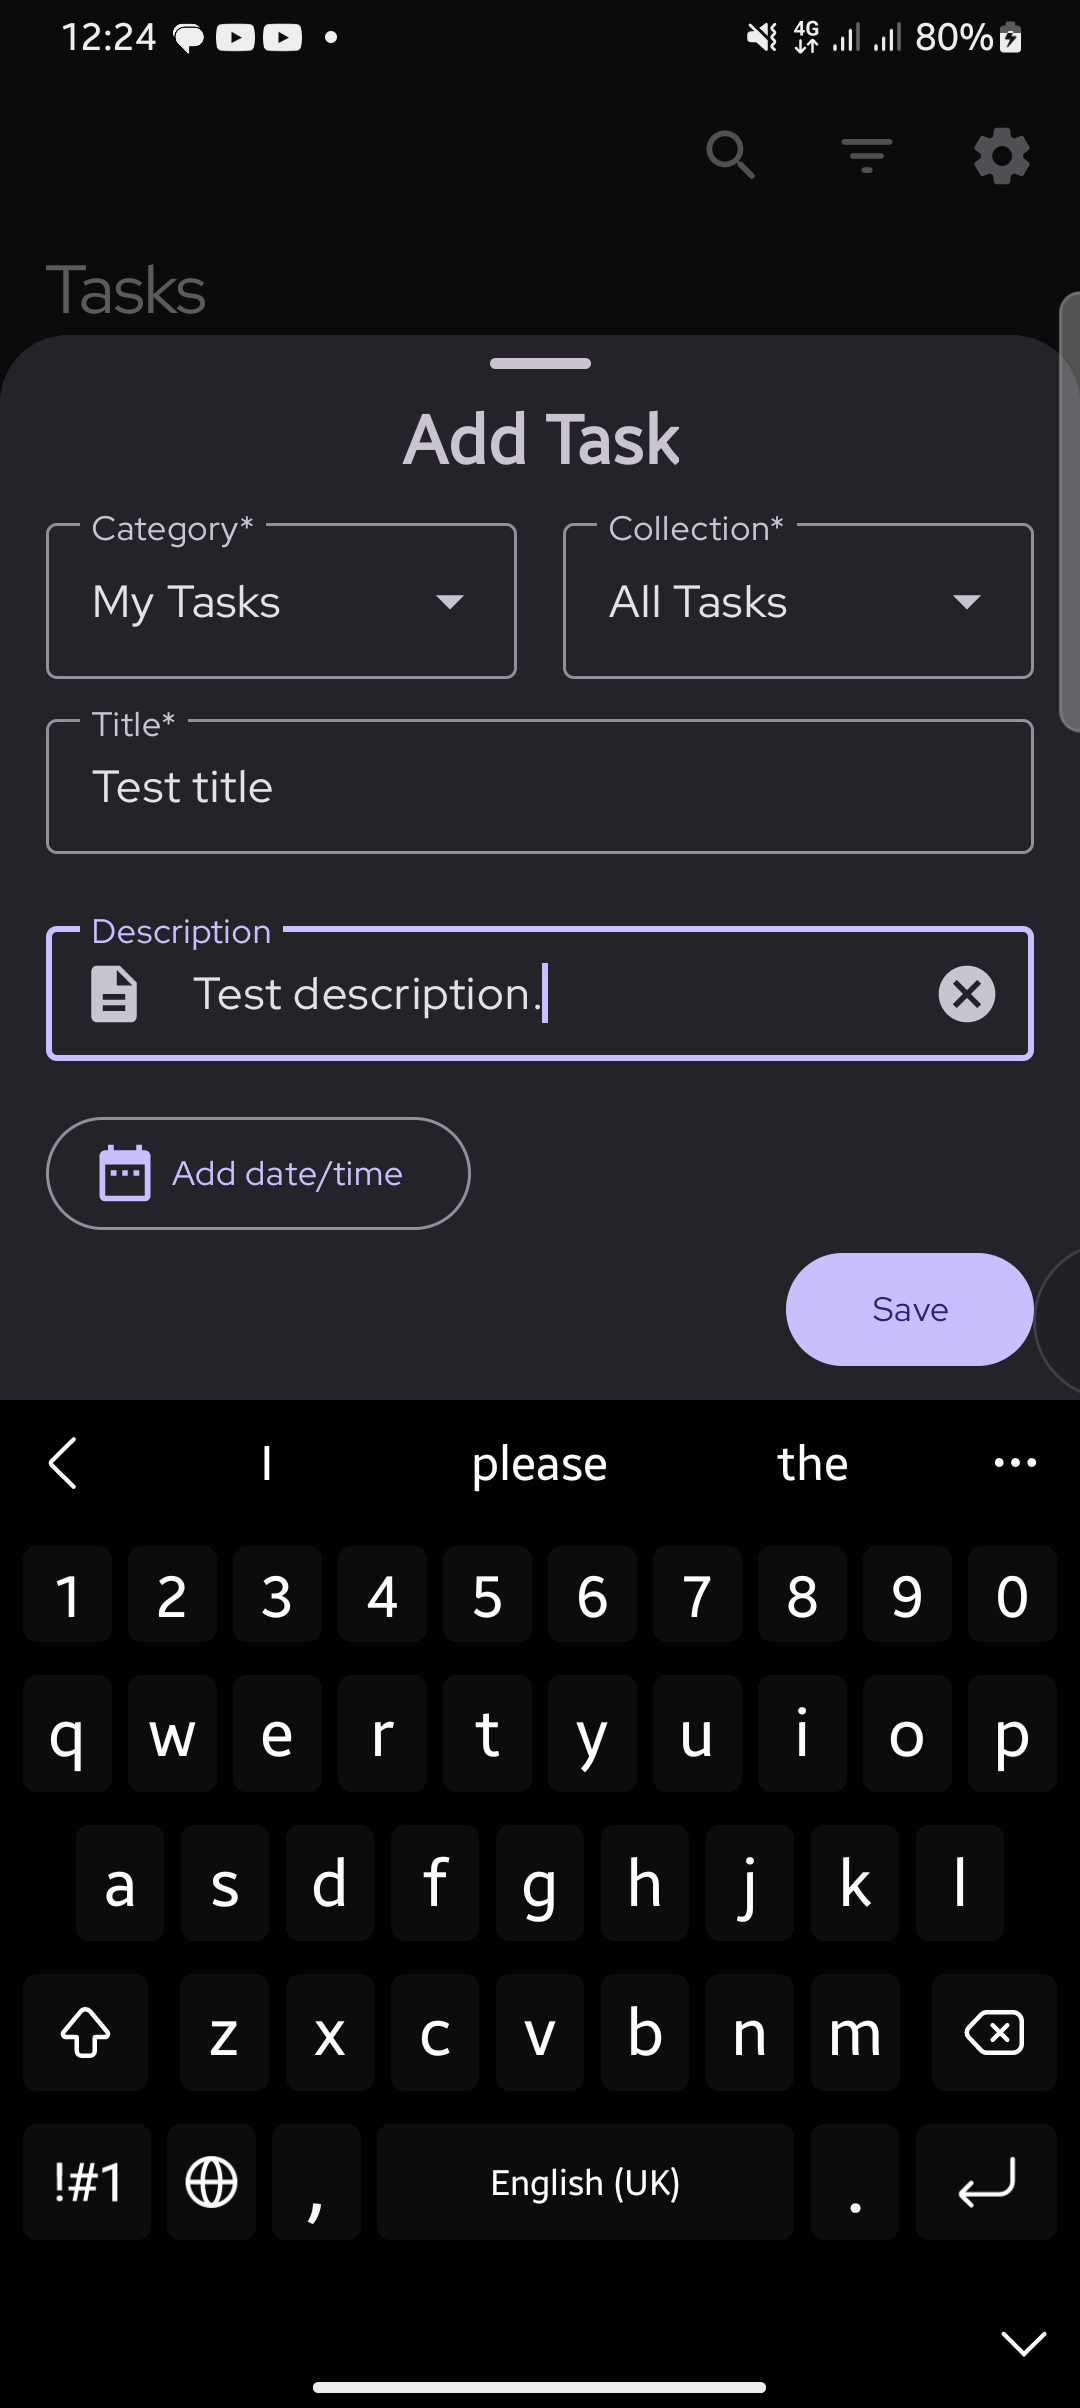 12:24 4G 80%
Tasks
Add Task
Category* Collection*
My Tasks All Tasks
Title*
Test title
Description
Test description.
Add date/time
Save
I please the
1 2 3 4 5 6 7 8 9 0
q w e r t y u i o p
a s d f g h j k l
z x c v b n m
!#1 , English (UK) .